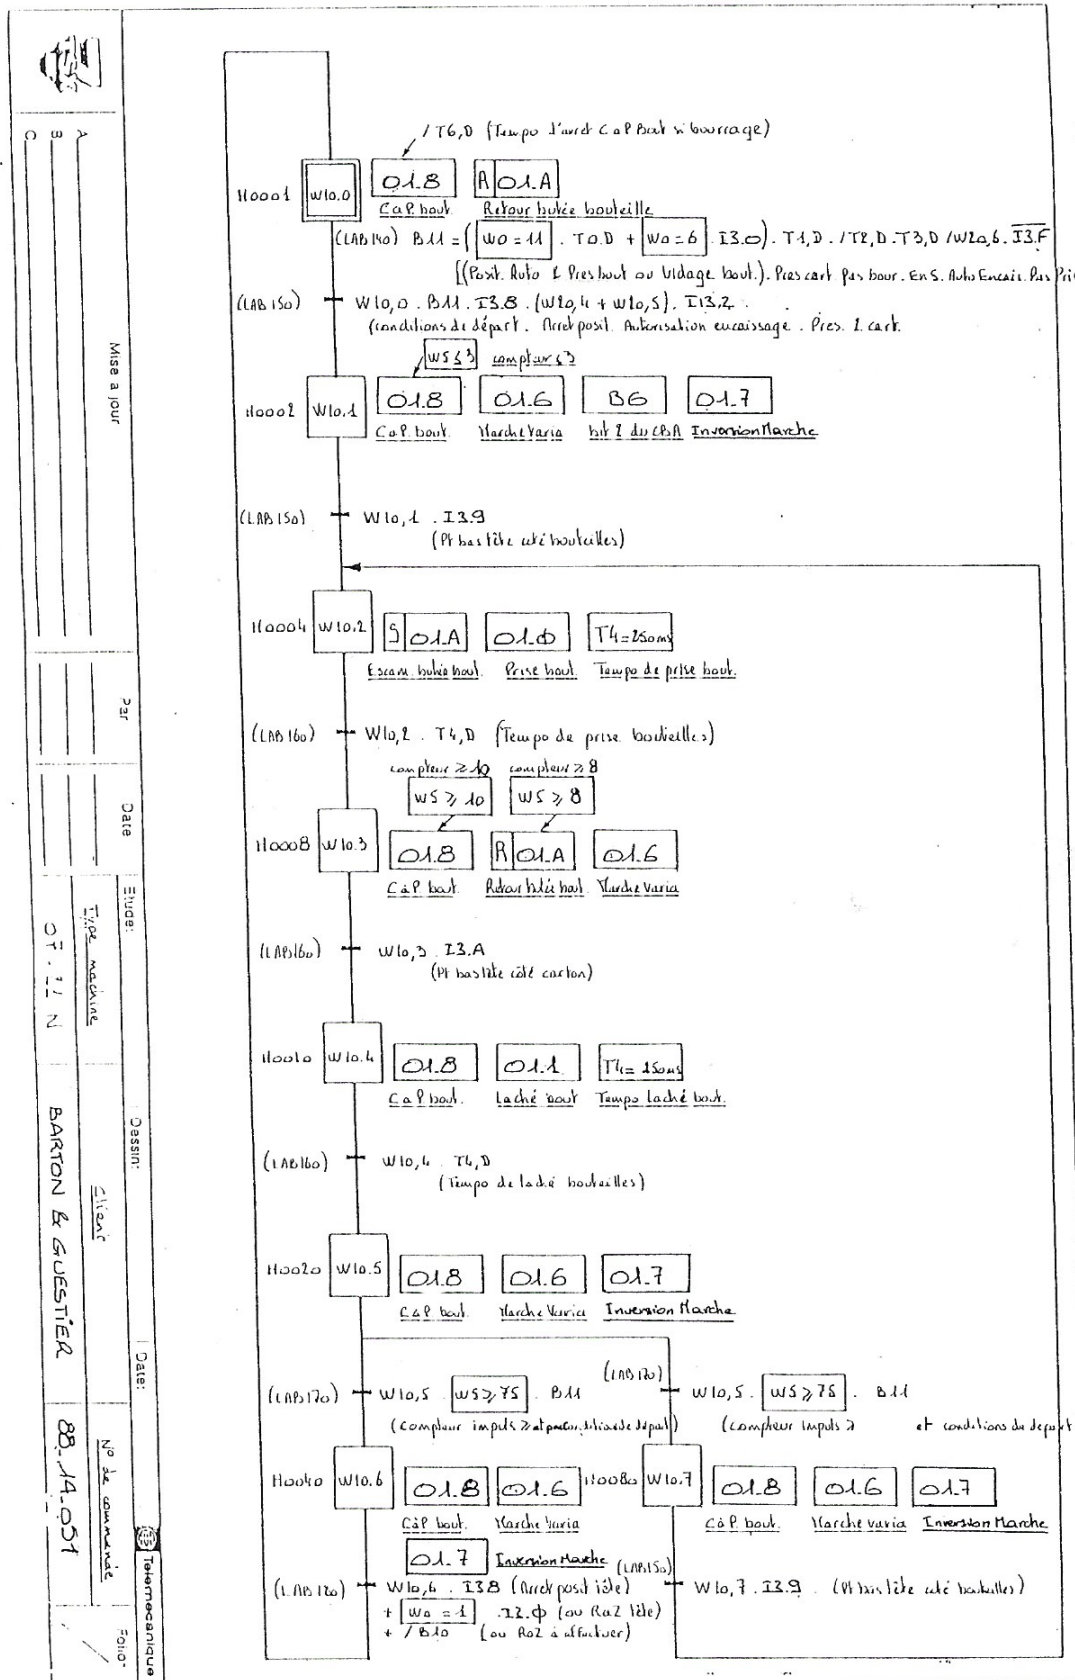 / T6,D (Tempo d'arret C a P Bout si bourrage)
H0001 W10.0 O1.8 R O1.A
C a P. bout. Retour butée bouteille
(LAB 140) B11 = ( W0 = 11 . T0.D + W0 = 6 . I3.0 ) . T1,D . /T2,D . T3,D /W20,6 . I3.F
[(Posit. Auto & Pres bout ou Vidage bout.). Pres cart. pas bour. En S. Auto Encais. Pas Pri
(LAB 150) W10,0 . B11 . I3.8 . (W20,4 + W10,5) . I13,2 .
(conditions de départ . Arret posit. Autorisation encaissage . Pres. 1 cart.
W5 ≤ 3 compteur ≤ 3
H0002 W10.1 O1.8 O1.6 B6 O1.7
C a P. bout. Marche Varia bit 2 du CBA Inversion Marche
(LAB 150) W10,1 . I3.9
(Pt bas tête côté bouteilles)
H0004 W10.2 S O1.A O1.0 T4=250ms
Escam. butée bout. Prise bout. Tempo de prise bout.
(LAB 160) W10,2 . T4,D (Tempo de prise bouteilles)
compteur ≥ 10 compteur ≥ 8
W5 ≥ 10 W5 ≥ 8
H0008 W10.3 O1.8 R O1.A O1.6
C à P. bout. Retour butée bout. Marche Varia
(LAB 160) W10,3 . I3.A
(Pt bas tête côté carton)
H0010 W10.4 O1.8 O1.1 T4= 150ms
C a P. bout. Laché bout Tempo laché bout.
(LAB 160) W10,4 . T4,D
(Tempo de laché bouteilles)
H0020 W10.5 O1.8 O1.6 O1.7
C à P. bout. Marche Varia Inversion Marche
(LAB 170) W10,5 . W5 ≥ 75 . B11
(Compteur impuls ≥ et pas conditions de départ)
(LAB 170) W10,5 . W5 ≥ 75 . B11
(compteur impuls ≥ et conditions de depart
H0040 W10.6 O1.8 O1.6
C à P. bout. Marche Varia
O1.7 Inversion Marche
H0080 W10.7 O1.8 O1.6 O1.7
C à P. bout. Marche varia Inversion Marche
(LAB 180) W10,6 . I3.8 (Arret posit tête)
+ W0 = 1 . I2.0 (ou RaZ tête)
+ / B10 (ou RaZ à effectuer)
(LAB 150) W10,7 . I3.9 . (Pt bas tête coté bouteilles)
A
B
C
Mise a jour
Par
Date
Etude:
Dessin:
Date:
Type machine
Client
N° de commande
Folio
BARTON & GUESTIER
88.14.051
Telemecanique